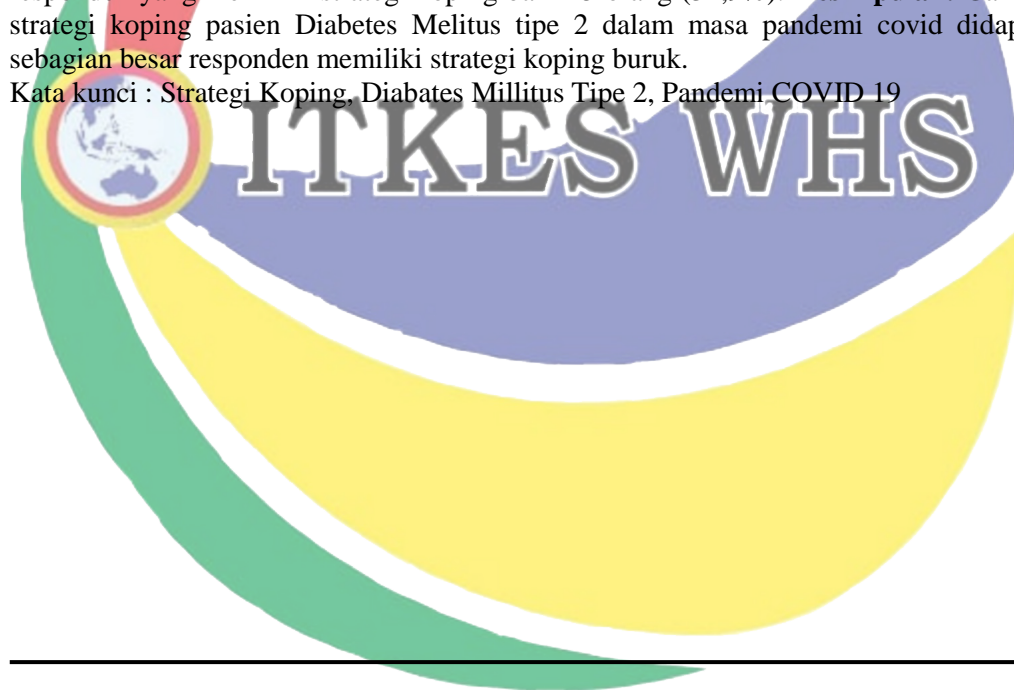 strategi koping pasien Diabetes Melitus tipe 2 dalam masa pandemi covid
sebagian besar responden memiliki strategi koping buruk.
Kata kunci : Strategi Koping, Diabates Millitus Tipe 2, Pandemi COVID 19
ITKES WHS